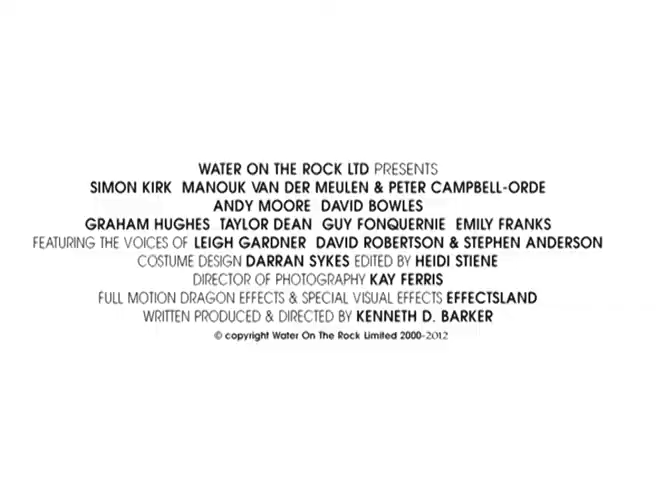 WATER ON THE ROCK LTD PRESENTS
SIMON KIRK MANOUK VAN DER MEULEN & PETER CAMPBELL-ORDE
ANDY MOORE DAVID BOWLES
GRAHAM HUGHES TAYLOR DEAN GUY FONQUERNIE EMILY FRANKS
FEATURING THE VOICES OF LEIGH GARDNER DAVID ROBERTSON & STEPHEN ANDERSON
COSTUME DESIGN DARRAN SYKES EDITED BY HEIDI STIENE
DIRECTOR OF PHOTOGRAPHY KAY FERRIS
FULL MOTION DRAGON EFFECTS & SPECIAL VISUAL EFFECTS EFFECTSLAND
WRITTEN PRODUCED & DIRECTED BY KENNETH D. BARKER
© copyright Water On The Rock Limited 2000-2012